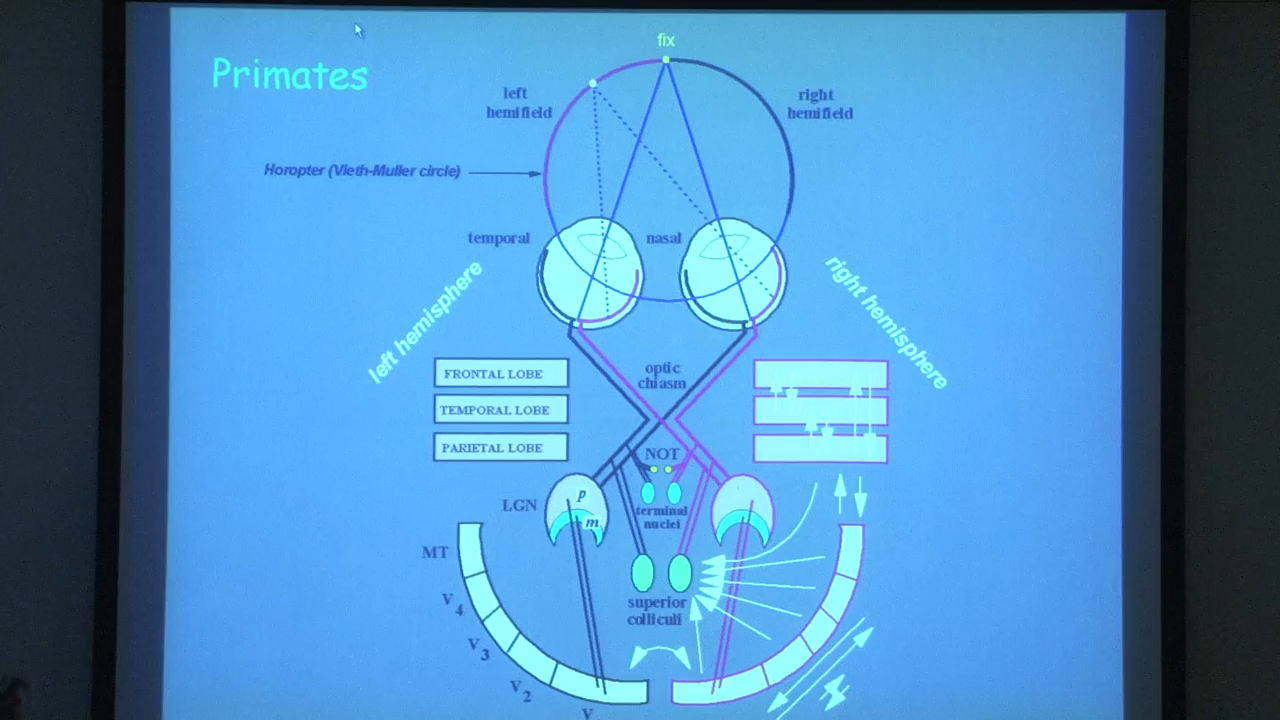 Primates
fix
left
hemifield
right
hemifield
Horopter (Vieth-Muller circle)
temporal
nasal
left hemisphere
right hemisphere
optic
chiasm
FRONTAL LOBE
TEMPORAL LOBE
PARIETAL LOBE
NOT
LGN
p
m
terminal
nuclei
MT
V4
superior
colliculi
V3
V2
V